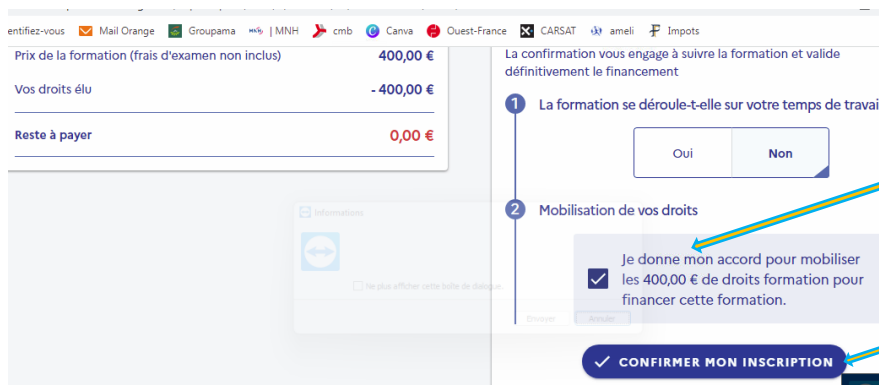 entifiez-vous Mail Orange Groupama | MNH cmb Canva Ouest-France CARSAT ameli Impots
Prix de la formation (frais d'examen non inclus) 400,00 €
Vos droits élu - 400,00 €
Reste à payer 0,00 €
La confirmation vous engage à suivre la formation et valide
définitivement le financement
1 La formation se déroule-t-elle sur votre temps de travai
Oui Non
2 Mobilisation de vos droits
Je donne mon accord pour mobiliser
les 400,00 € de droits formation pour
financer cette formation.
CONFIRMER MON INSCRIPTION
Informations
Ne plus afficher cette boîte de dialogue.
Envoyer Annuler